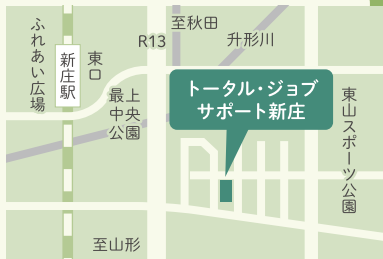 至秋田
R13
升形川
ふれあい広場
新庄駅
東口
最上
中央
公園
トータル・ジョブ
サポート新庄
東山スポーツ公園
至山形